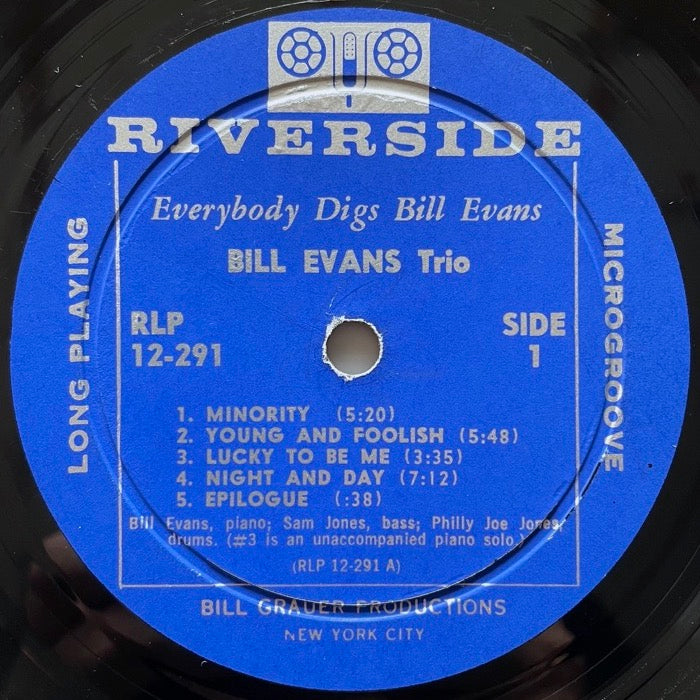 RIVERSIDE
Everybody Digs Bill Evans
BILL EVANS Trio
LONG PLAYING
MICROGROOVE
RLP
12-291
SIDE
1
1. MINORITY (5:20)
2. YOUNG AND FOOLISH (5:48)
3. LUCKY TO BE ME (3:35)
4. NIGHT AND DAY (7:12)
5. EPILOGUE (:38)
Bill Evans, piano; Sam Jones, bass; Philly Joe Jones,
drums. (#3 is an unaccompanied piano solo.)
(RLP 12-291 A)
BILL GRAUER PRODUCTIONS
NEW YORK CITY